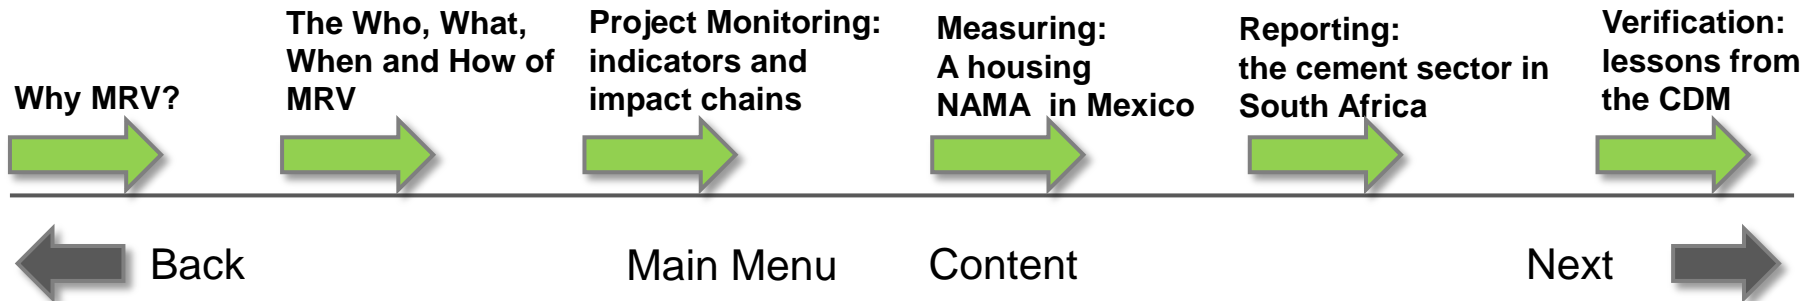 Why MRV?
The Who, What,
When and How of
MRV
Project Monitoring:
indicators and
impact chains
Measuring:
A housing
NAMA in Mexico
Reporting:
the cement sector in
South Africa
Verification:
lessons from
the CDM
Back
Main Menu
Content
Next